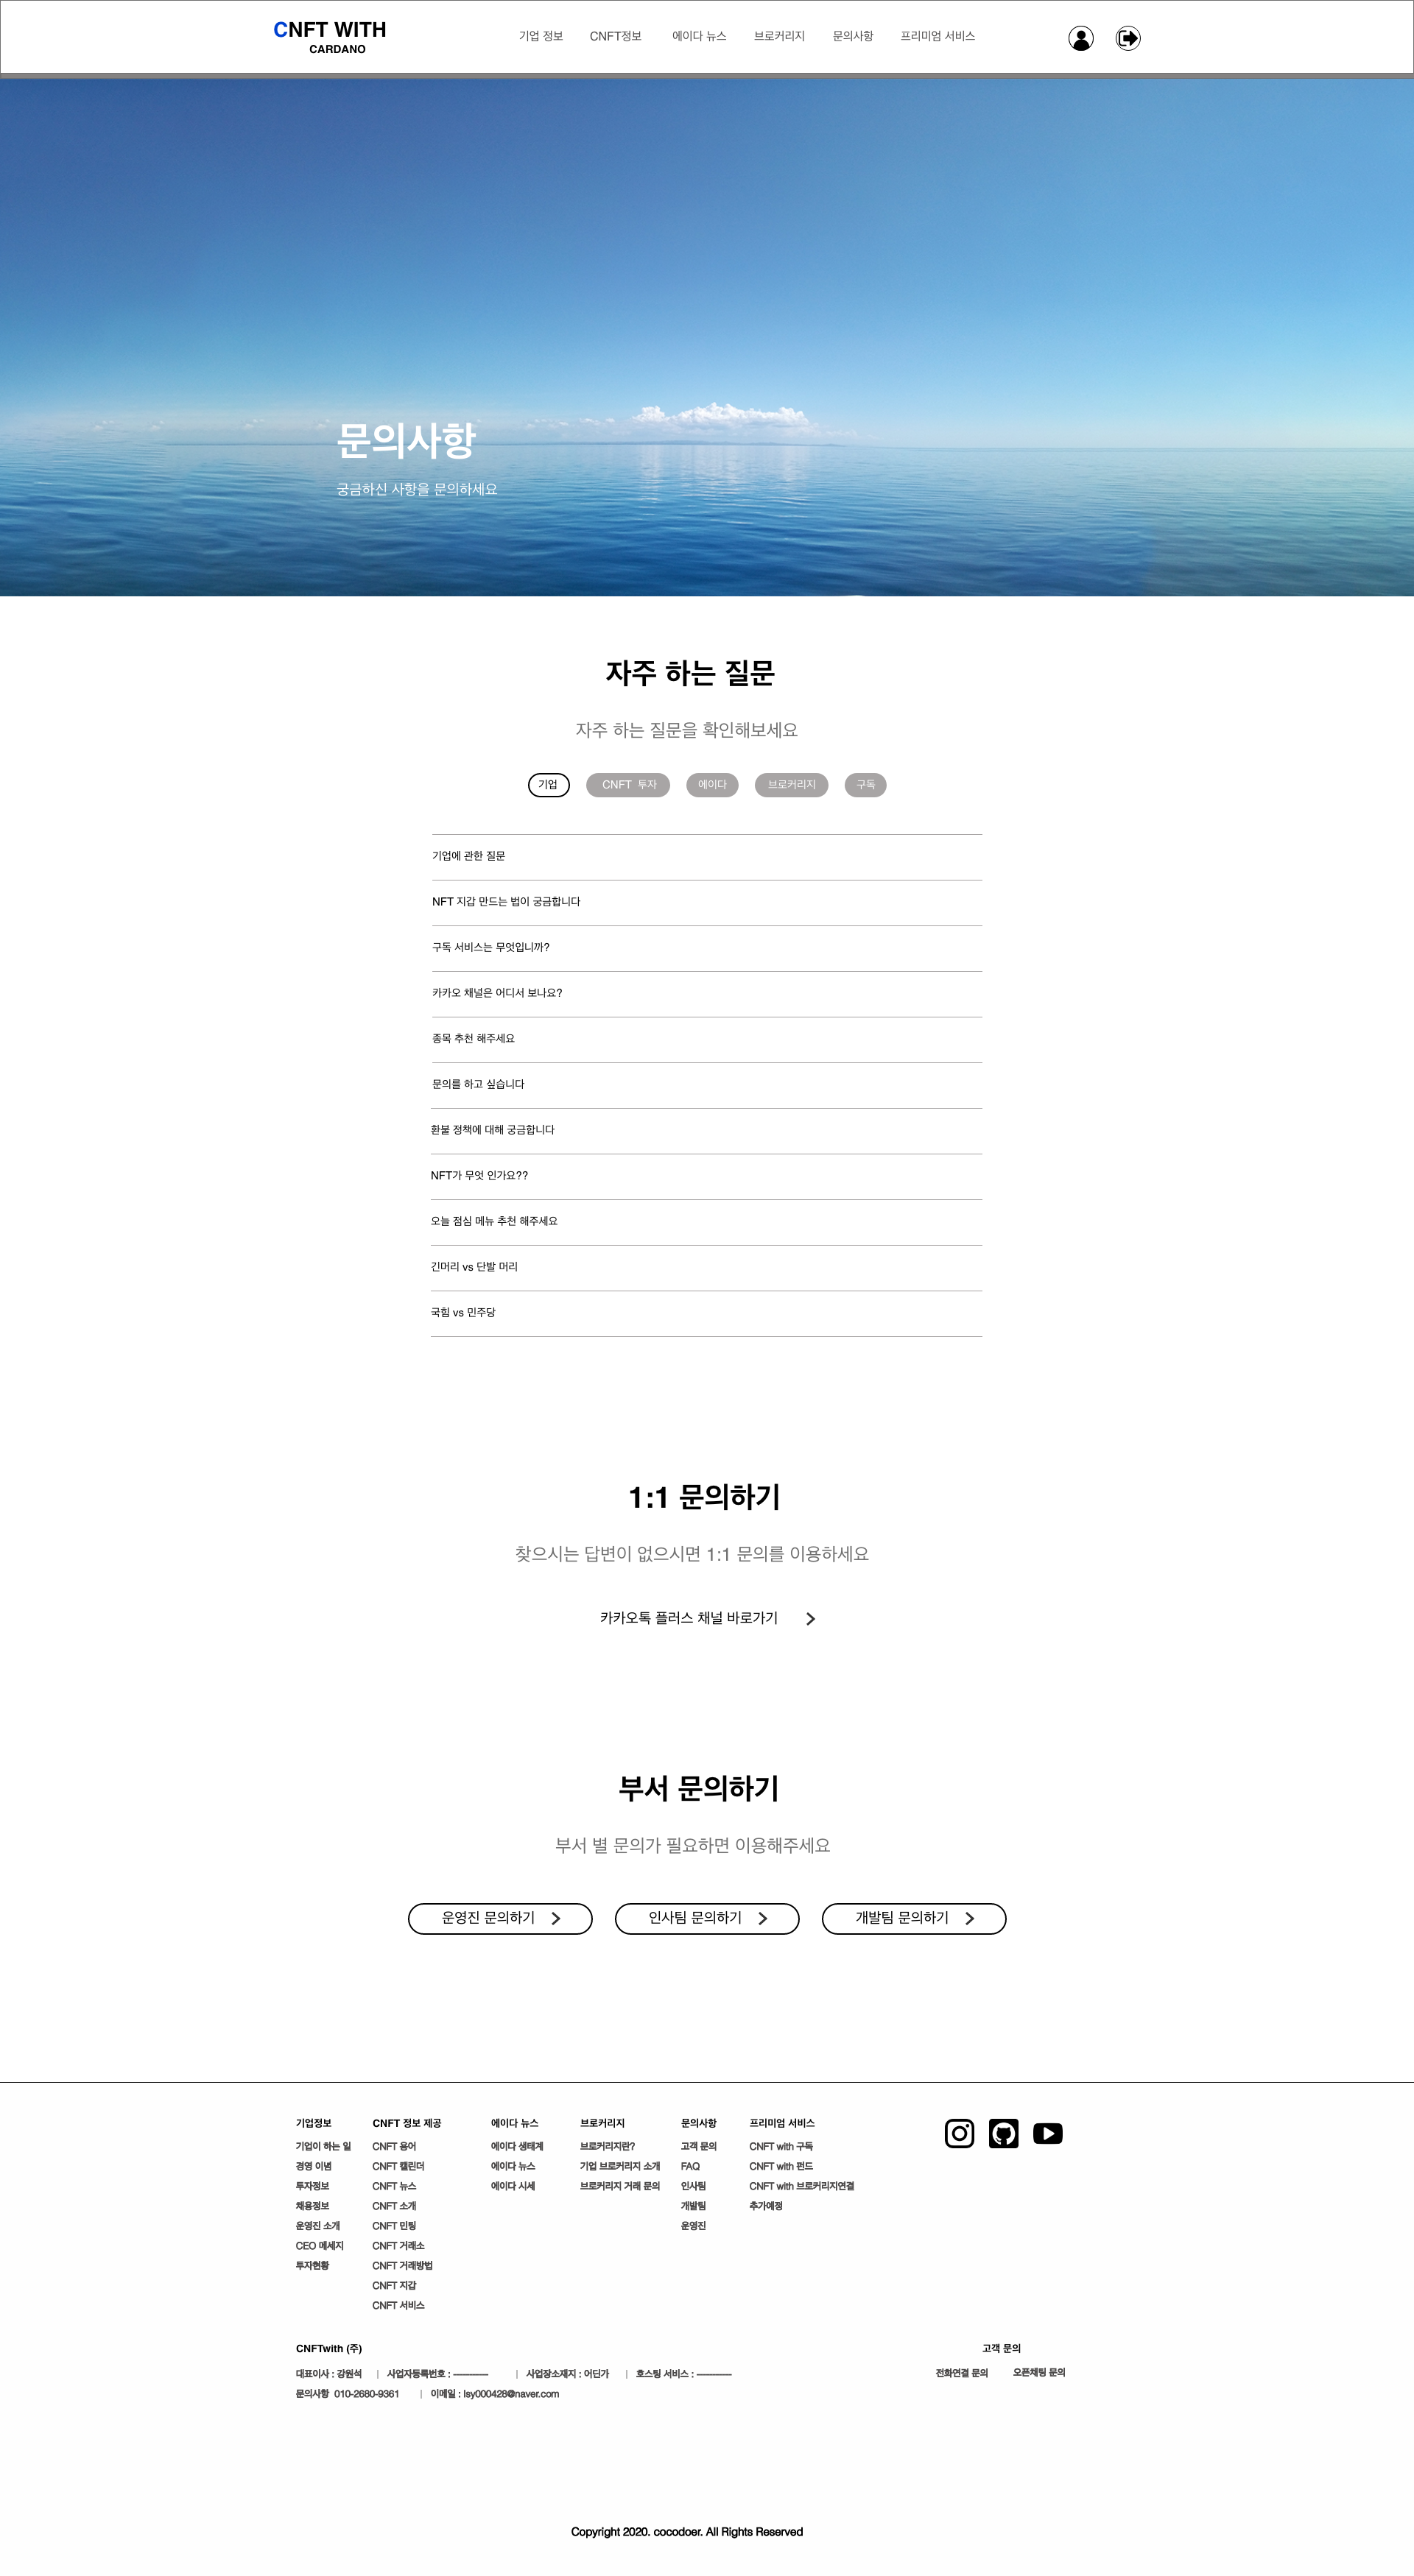 CNFT WITH
CARDANO
기업 정보 CNFT정보 에이다 뉴스 브로커리지 문의사항 프리미엄 서비스
문의사항
궁금하신 사항을 문의하세요
자주 하는 질문
자주 하는 질문을 확인해보세요
기업 CNFT 투자 에이다 브로커리지 구독
기업에 관한 질문
NFT 지갑 만드는 법이 궁금합니다
구독 서비스는 무엇입니까?
카카오 채널은 어디서 보나요?
종목 추천 해주세요
문의를 하고 싶습니다
환불 정책에 대해 궁금합니다
NFT가 무엇 인가요??
오늘 점심 메뉴 추천 해주세요
긴머리 vs 단발 머리
국힘 vs 민주당
1:1 문의하기
찾으시는 답변이 없으시면 1:1 문의를 이용하세요
카카오톡 플러스 채널 바로가기
부서 문의하기
부서 별 문의가 필요하면 이용해주세요
운영진 문의하기 인사팀 문의하기 개발팀 문의하기
기업정보 CNFT 정보 제공 에이다 뉴스 브로커리지 문의사항 프리미엄 서비스
기업이 하는 일 CNFT 용어 에이다 생태계 브로커리지란? 고객 문의 CNFT with 구독
경영 이념 CNFT 캘린더 에이다 뉴스 기업 브로커리지 소개 FAQ CNFT with 펀드
투자정보 CNFT 뉴스 에이다 시세 브로커리지 거래 문의 인사팀 CNFT with 브로커리지연결
채용정보 CNFT 소개 개발팀 추가예정
운영진 소개 CNFT 민팅 운영진
CEO 메세지 CNFT 거래소
투자현황 CNFT 거래방법
CNFT 지갑
CNFT 서비스
CNFTwith (주) 고객 문의
대표이사 : 강원석 | 사업자등록번호 : ----------- | 사업장소재지 : 어딘가 | 호스팅 서비스 : ----------- 전화연결 문의 오픈채팅 문의
문의사항 010-2680-9361 | 이메일 : lsy000428@naver.com
Copyright 2020. cocodoer. All Rights Reserved